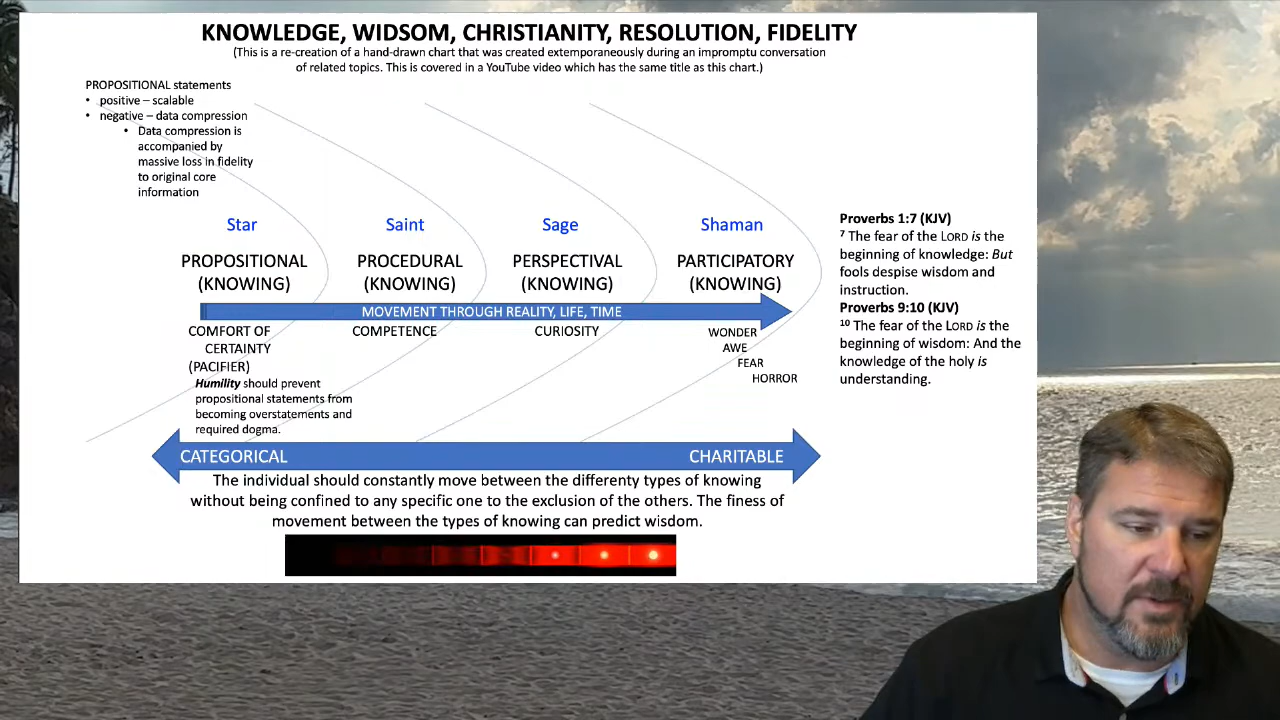 KNOWLEDGE, WIDSOM, CHRISTIANITY, RESOLUTION, FIDELITY
(This is a re-creation of a hand-drawn chart that was created extemporaneously during an impromptu conversation
of related topics. This is covered in a YouTube video which has the same title as this chart.)
PROPOSITIONAL statements
• positive – scalable
• negative – data compression
• Data compression is
accompanied by
massive loss in fidelity
to original core
information
Star
Saint
Sage
Shaman
PROPOSITIONAL
(KNOWING)
PROCEDURAL
(KNOWING)
PERSPECTIVAL
(KNOWING)
PARTICIPATORY
(KNOWING)
MOVEMENT THROUGH REALITY, LIFE, TIME
COMFORT OF
CERTAINTY
(PACIFIER)
Humility should prevent
propositional statements from
becoming overstatements and
required dogma.
COMPETENCE
CURIOSITY
WONDER
AWE
FEAR
HORROR
Proverbs 1:7 (KJV)
⁷ The fear of the LORD is the
beginning of knowledge: But
fools despise wisdom and
instruction.
Proverbs 9:10 (KJV)
¹⁰ The fear of the LORD is the
beginning of wisdom: And the
knowledge of the holy is
understanding.
CATEGORICAL
CHARITABLE
The individual should constantly move between the differenty types of knowing
without being confined to any specific one to the exclusion of the others. The finess of
movement between the types of knowing can predict wisdom.